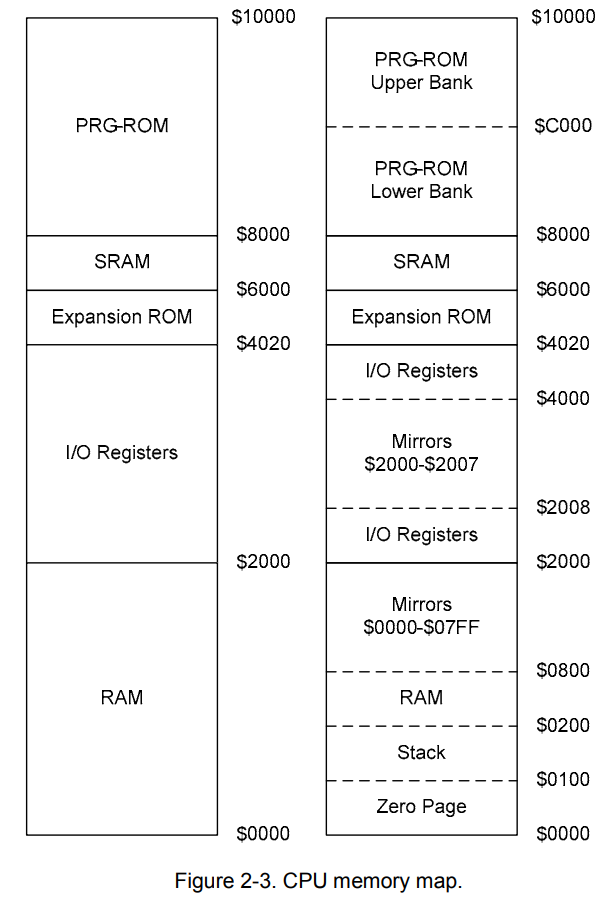 $10000
PRG-ROM
$8000
SRAM
$6000
Expansion ROM
$4020
I/O Registers
$2000
RAM
$0000
$10000
PRG-ROM
Upper Bank
$C000
PRG-ROM
Lower Bank
$8000
SRAM
$6000
Expansion ROM
$4020
I/O Registers
$4000
Mirrors
$2000-$2007
$2008
I/O Registers
$2000
Mirrors
$0000-$07FF
$0800
RAM
$0200
Stack
$0100
Zero Page
$0000
Figure 2-3. CPU memory map.